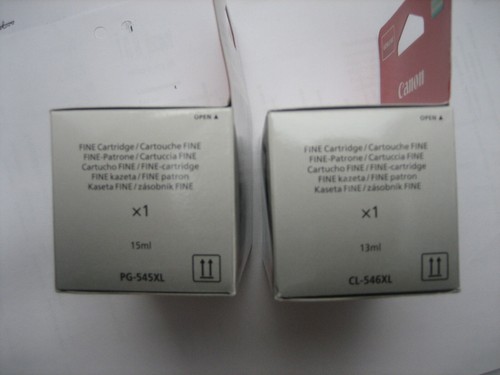 Canon
OPEN ▲
FINE Cartridge/Cartouche FINE
FINE-Patrone/Cartuccia FINE
Cartucho FINE/FINE-cartridge
FINE kazeta/FINE patron
Kaseta FINE/zásobník FINE
×1
15ml
PG-545XL
OPEN ▲
FINE Cartridge/Cartouche FINE
FINE-Patrone/Cartuccia FINE
Cartucho FINE/FINE-cartridge
FINE kazeta/FINE patron
Kaseta FINE/zásobník FINE
×1
13ml
CL-546XL